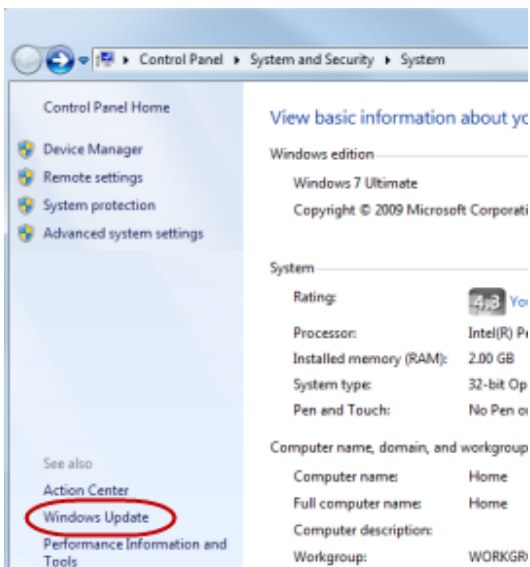 Control Panel ▸ System and Security ▸ System
Control Panel Home
Device Manager
Remote settings
System protection
Advanced system settings
See also
Action Center
Windows Update
Performance Information and
Tools
View basic information about yo
Windows edition
Windows 7 Ultimate
Copyright © 2009 Microsoft Corporati
System
Rating: 4,3 You
Processor: Intel(R) Pe
Installed memory (RAM): 2.00 GB
System type: 32-bit Op
Pen and Touch: No Pen or
Computer name, domain, and workgroup
Computer name: Home
Full computer name: Home
Computer description:
Workgroup: WORKGR